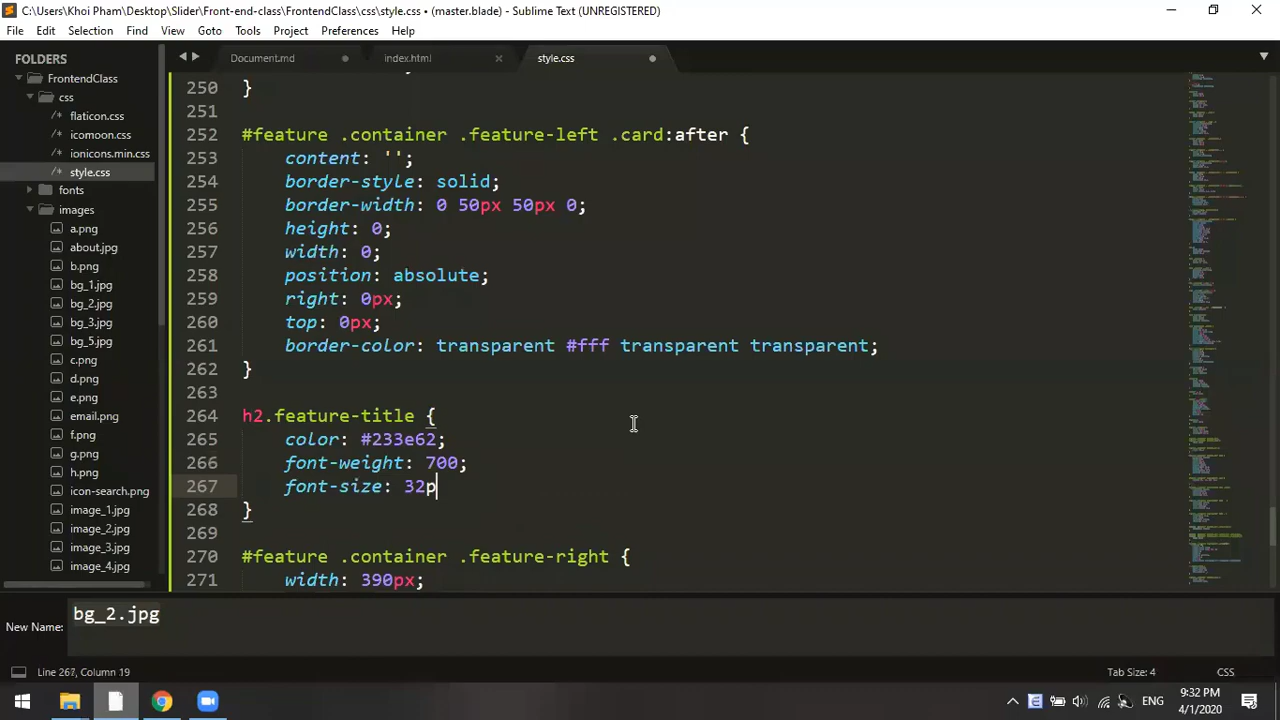 C:\Users\Khoi Pham\Desktop\Slider\Front-end-class\FrontendClass\css\style.css • (master.blade) - Sublime Text (UNREGISTERED)
File Edit Selection Find View Goto Tools Project Preferences Help
FOLDERS
FrontendClass
css
/* flaticon.css
/* icomoon.css
/* ionicons.min.css
/* style.css
fonts
images
a.png
about.jpg
b.png
bg_1.jpg
bg_2.jpg
bg_3.jpg
bg_5.jpg
c.png
d.png
e.png
email.png
f.png
g.png
h.png
icon-search.png
image_1.jpg
image_2.jpg
image_3.jpg
image_4.jpg
Document.md index.html style.css
250 }
251
252 #feature .container .feature-left .card:after {
253 content: '';
254 border-style: solid;
255 border-width: 0 50px 50px 0;
256 height: 0;
257 width: 0;
258 position: absolute;
259 right: 0px;
260 top: 0px;
261 border-color: transparent #fff transparent transparent;
262 }
263
264 h2.feature-title {
265 color: #233e62;
266 font-weight: 700;
267 font-size: 32p
268 }
269
270 #feature .container .feature-right {
271 width: 390px;
New Name: bg_2.jpg
Line 267, Column 19 Tab Size: 4 CSS
ENG 9:32 PM
4/1/2020